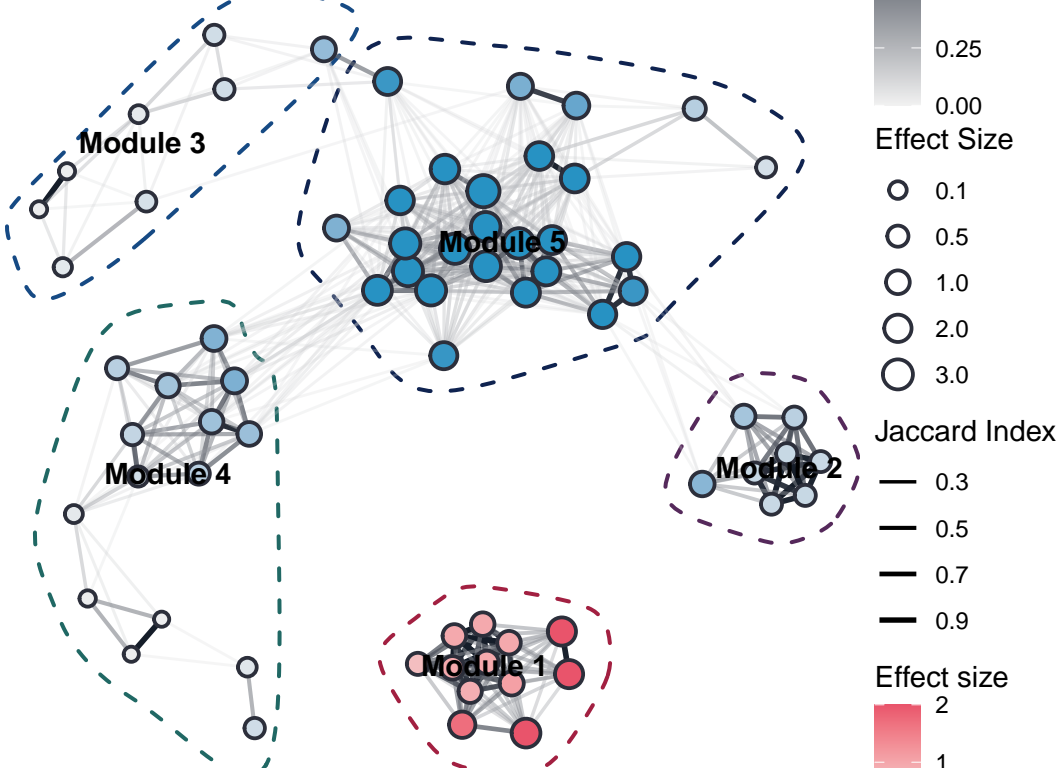 Module 3
Module 5
Module 4
Module 2
Module 1
0.25
0.00
Effect Size
0.1
0.5
1.0
2.0
3.0
Jaccard Index
0.3
0.5
0.7
0.9
Effect size
2
1